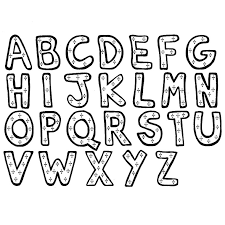 ABCDEFG
HIJKLMN
OPQRSTU
VWXYZ